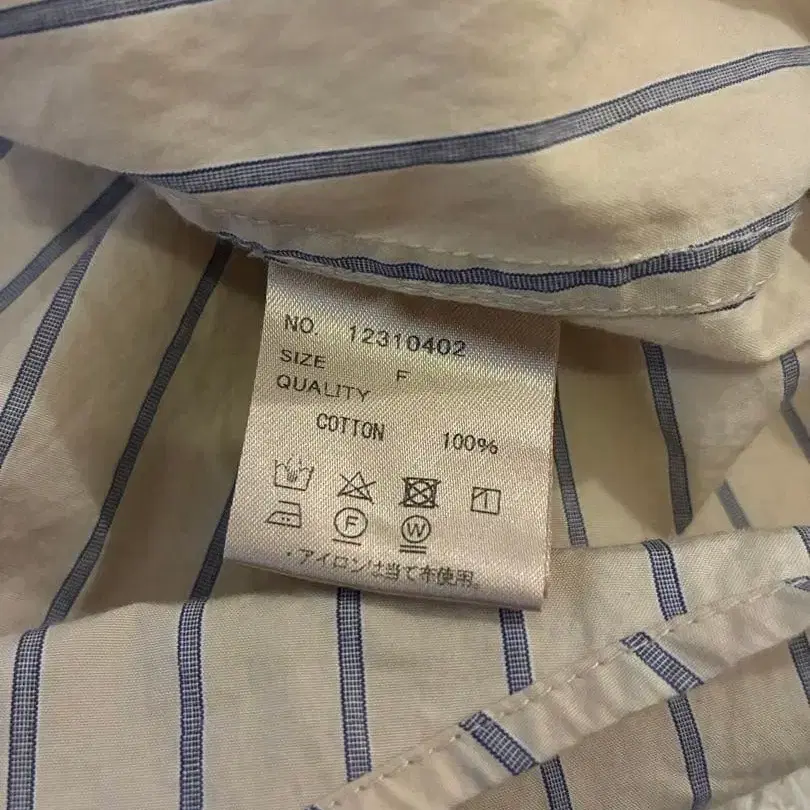 NO. 12310402
SIZE F
QUALITY
COTTON 100%
F W
・アイロンは当て布使用。